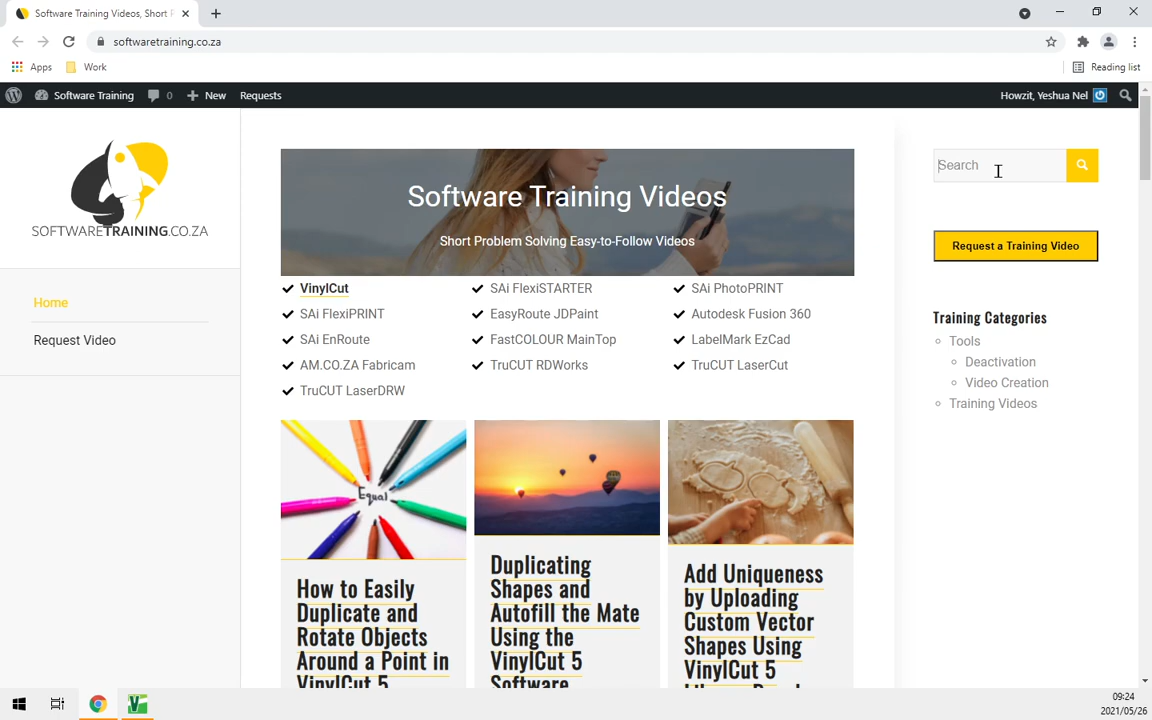 Software Training Videos, Short P
softwaretraining.co.za
Apps
Work
Reading list
Software Training
0
New
Requests
Howzit, Yeshua Nel
SOFTWARETRAINING.CO.ZA
Home
Request Video
Software Training Videos
Short Problem Solving Easy-to-Follow Videos
VinylCut
SAi FlexiSTARTER
SAi PhotoPRINT
SAi FlexiPRINT
EasyRoute JDPaint
Autodesk Fusion 360
SAi EnRoute
FastCOLOUR MainTop
LabelMark EzCad
AM.CO.ZA Fabricam
TruCUT RDWorks
TruCUT LaserCut
TruCUT LaserDRW
Equal
How to Easily
Duplicate and
Rotate Objects
Around a Point in
VinylCut 5
Duplicating
Shapes and
Autofill the Mate
Using the
VinylCut 5
Software
Add Uniqueness
by Uploading
Custom Vector
Shapes Using
VinylCut 5
Search
Request a Training Video
Training Categories
Tools
Deactivation
Video Creation
Training Videos
09:24
2021/05/26